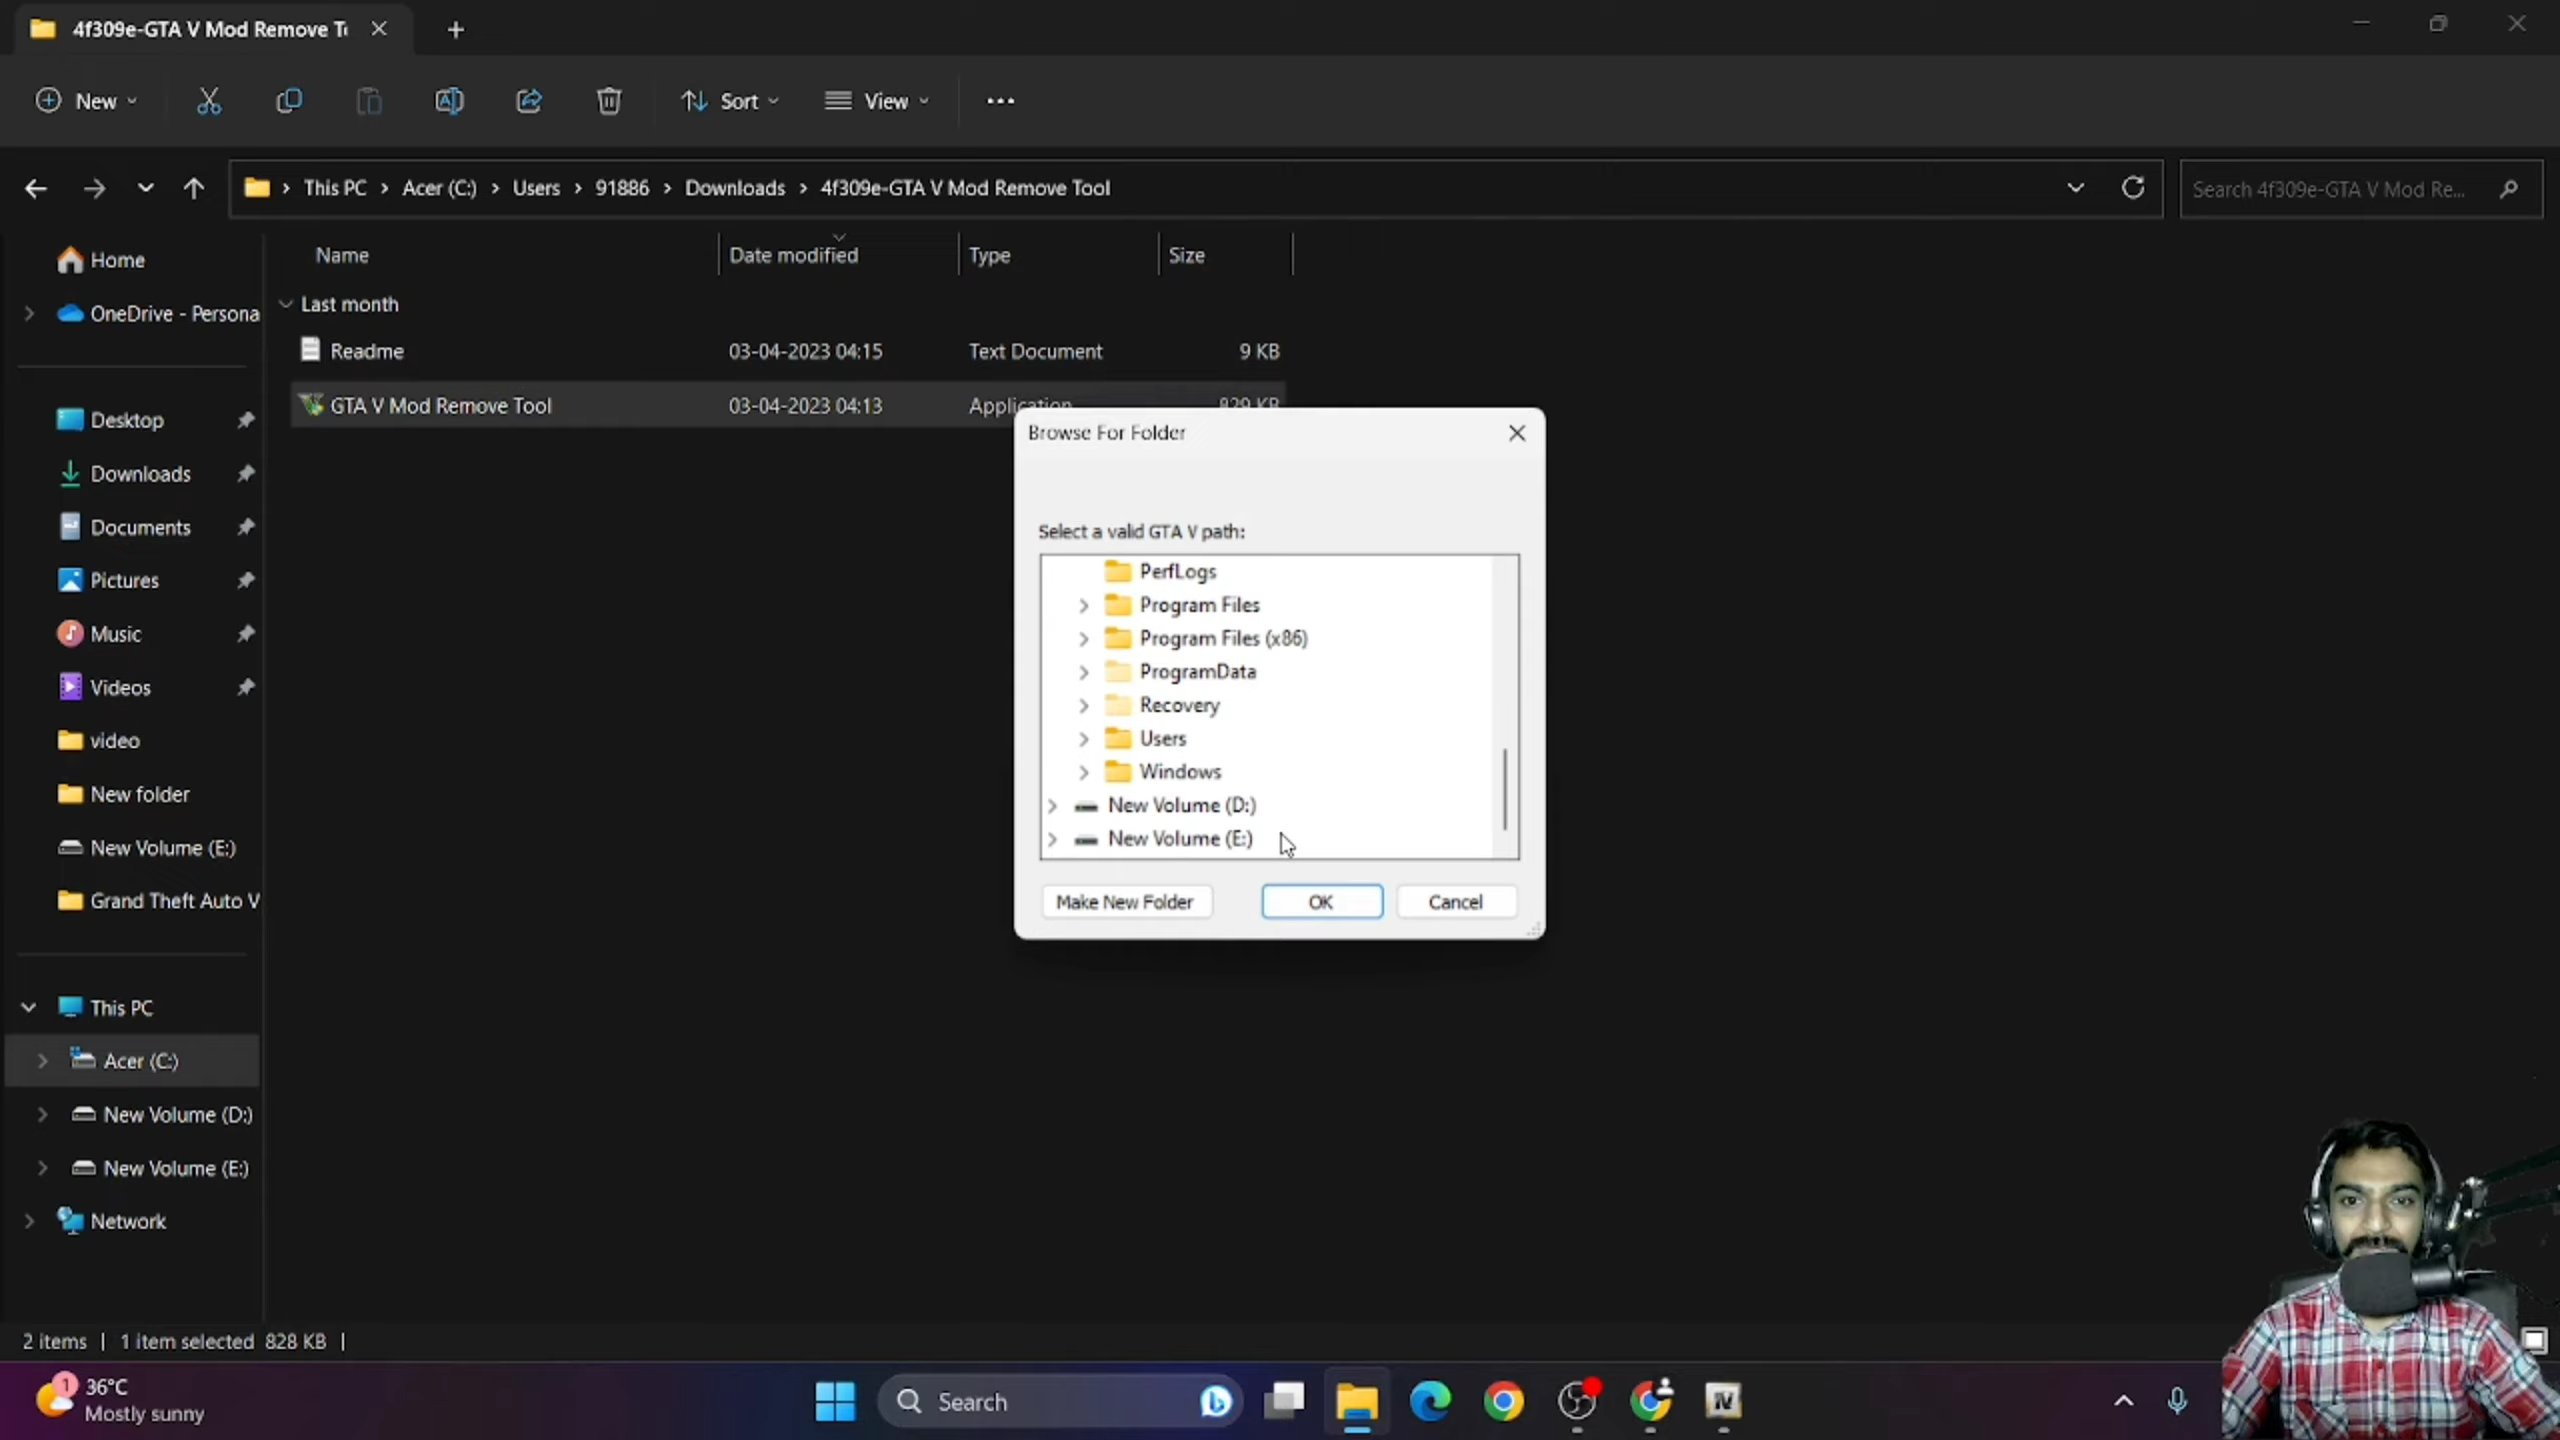 4f309e-GTA V Mod Remove T
New
Sort
View
This PC > Acer (C:) > Users > 91886 > Downloads > 4f309e-GTA V Mod Remove Tool
Search 4f309e-GTA V Mod Re...
Name
Date modified
Type
Size
Last month
Readme
03-04-2023 04:15
Text Document
9 KB
GTA V Mod Remove Tool
03-04-2023 04:13
Application
829 KB
Home
OneDrive - Persona
Desktop
Downloads
Documents
Pictures
Music
Videos
video
New folder
New Volume (E:)
Grand Theft Auto V
This PC
Acer (C:)
New Volume (D:)
New Volume (E:)
Network
Browse For Folder
Select a valid GTA V path:
PerfLogs
Program Files
Program Files (x86)
ProgramData
Recovery
Users
Windows
New Volume (D:)
New Volume (E:)
Make New Folder
OK
Cancel
2 items | 1 item selected 828 KB |
1
36°C
Mostly sunny
Search
IV